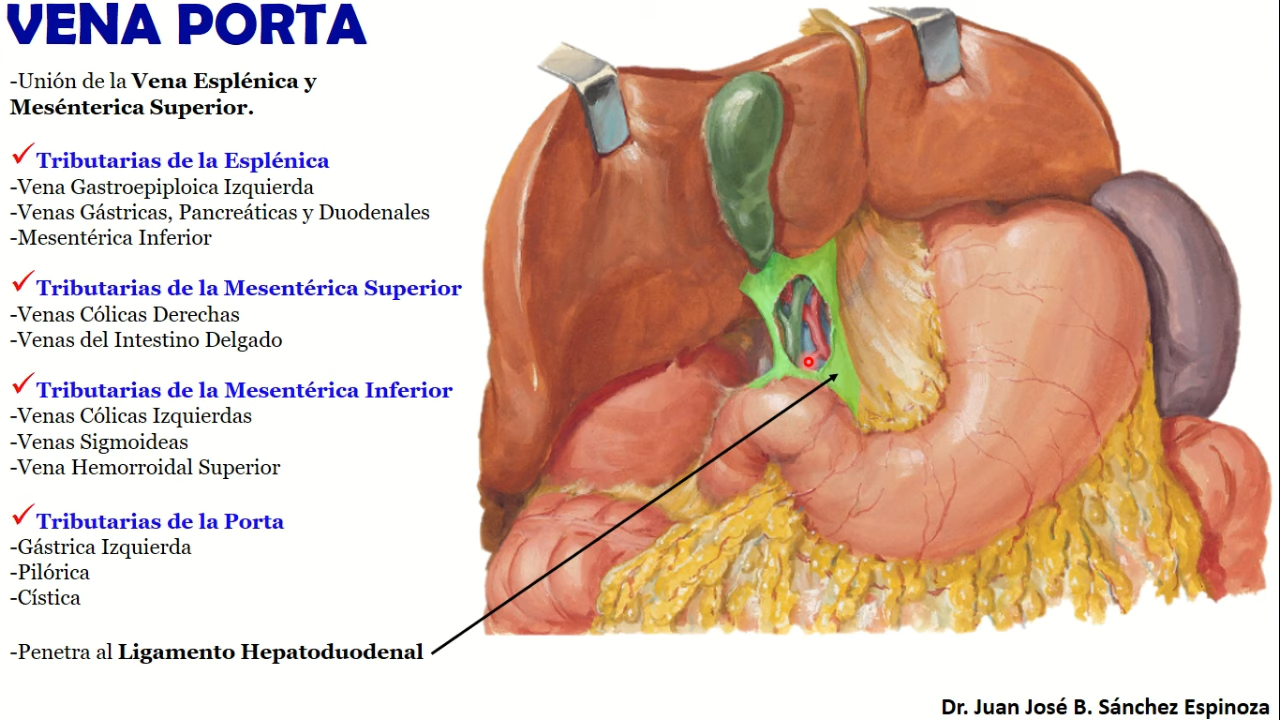 VENA PORTA
-Unión de la Vena Esplénica y
Mesénterica Superior.
Tributarias de la Esplénica
-Vena Gastroepiploica Izquierda
-Venas Gástricas, Pancreáticas y Duodenales
-Mesentérica Inferior
Tributarias de la Mesentérica Superior
-Venas Cólicas Derechas
-Venas del Intestino Delgado
Tributarias de la Mesentérica Inferior
-Venas Cólicas Izquierdas
-Venas Sigmoideas
-Vena Hemorroidal Superior
Tributarias de la Porta
-Gástrica Izquierda
-Pilórica
-Cística
-Penetra al Ligamento Hepatoduodenal
Dr. Juan José B. Sánchez Espinoza